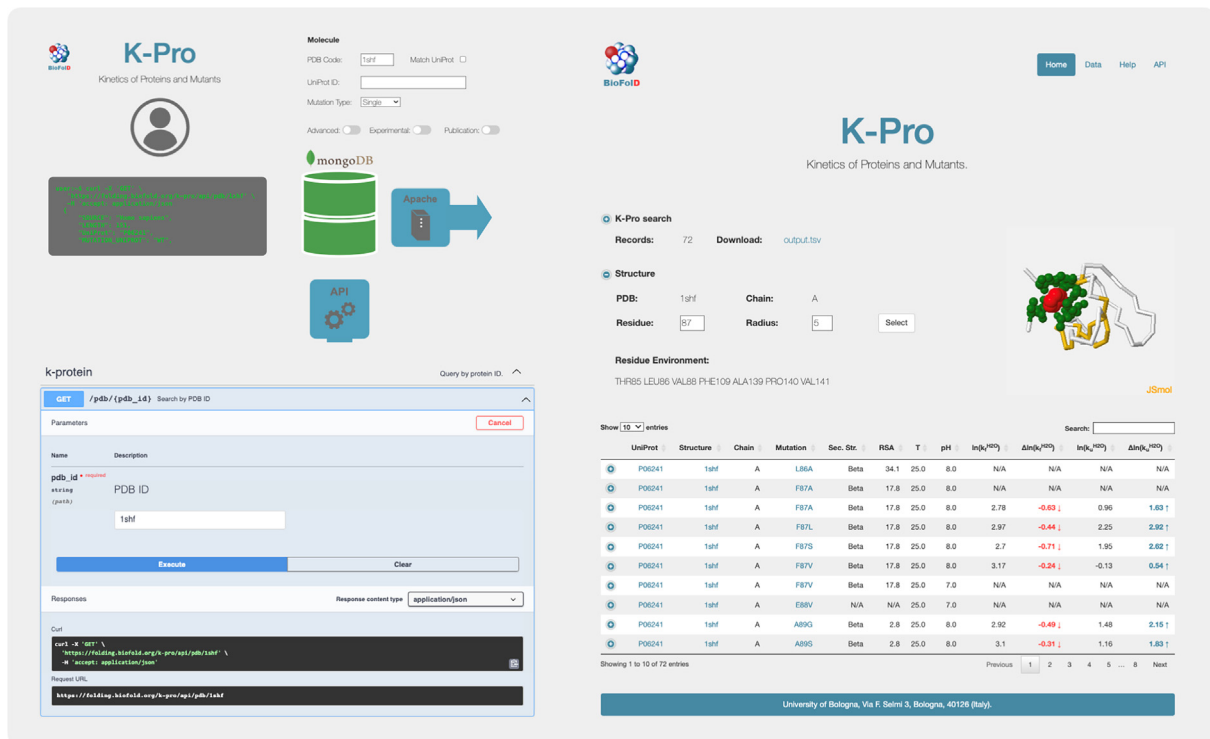 BioFolD
K-Pro
Kinetics of Proteins and Mutants
Molecule
PDB Code: 1shf Match UniProt
UniProt ID:
Mutation Type: Single
Advanced: Experimental: Publication:
mongoDB
Apache
API
k-protein Query by protein ID.
GET /pdb/{pdb_id} Search by PDB ID
Parameters Cancel
Name Description
pdb_id * required
string
(path)
PDB ID
1shf
Execute Clear
Responses Response content type application/json
Curl
curl -X 'GET' \
'https://folding.biofold.org/k-pro/api/pdb/1shf' \
-H 'accept: application/json'
Request URL
https://folding.biofold.org/k-pro/api/pdb/1shf
BioFolD
Home Data Help API
K-Pro
Kinetics of Proteins and Mutants.
K-Pro search
Records: 72 Download: output.tsv
Structure
PDB: 1shf Chain: A
Residue: 87 Radius: 5 Select
Residue Environment:
THR85 LEU86 VAL88 PHE109 ALA139 PRO140 VAL141
JSmol
Show 10 entries Search:
UniProt Structure Chain Mutation Sec. Str. RSA T pH ln(kf^H2O) Δln(kf^H2O) ln(ku^H2O) Δln(ku^H2O)
P06241 1shf A L86A Beta 34.1 25.0 8.0 N/A N/A N/A N/A
P06241 1shf A F87A Beta 17.8 25.0 8.0 N/A N/A N/A N/A
P06241 1shf A F87A Beta 17.8 25.0 8.0 2.78 -0.63 ↓ 0.96 1.63 ↑
P06241 1shf A F87L Beta 17.8 25.0 8.0 2.97 -0.44 ↓ 2.25 2.92 ↑
P06241 1shf A F87S Beta 17.8 25.0 8.0 2.7 -0.71 ↓ 1.95 2.62 ↑
P06241 1shf A F87V Beta 17.8 25.0 8.0 3.17 -0.24 ↓ -0.13 0.54 ↑
P06241 1shf A F87V Beta 17.8 25.0 7.0 N/A N/A N/A N/A
P06241 1shf A E88V N/A N/A 25.0 7.0 N/A N/A N/A N/A
P06241 1shf A A89G Beta 2.8 25.0 8.0 2.92 -0.49 ↓ 1.48 2.15 ↑
P06241 1shf A A89S Beta 2.8 25.0 8.0 3.1 -0.31 ↓ 1.16 1.83 ↑
Showing 1 to 10 of 72 entries Previous 1 2 3 4 5 ... 8 Next
University of Bologna, Via F. Selmi 3, Bologna, 40126 (Italy).